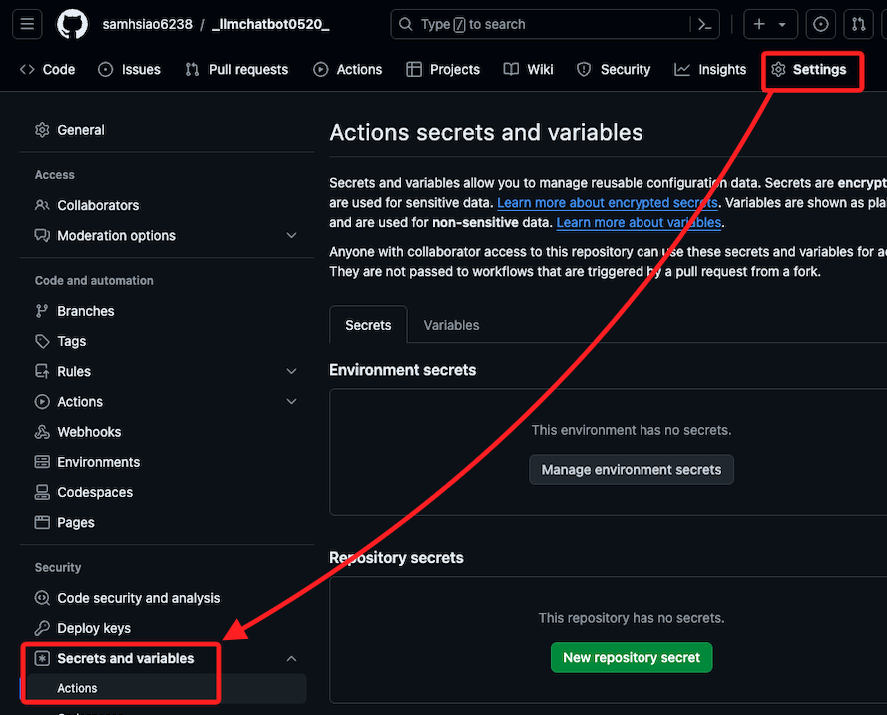 samhsiao6238 / _llmchatbot0520_
Type / to search
Code Issues Pull requests Actions Projects Wiki Security Insights Settings
General
Access
Collaborators
Moderation options
Code and automation
Branches
Tags
Rules
Actions
Webhooks
Environments
Codespaces
Pages
Security
Code security and analysis
Deploy keys
Secrets and variables
Actions
Actions secrets and variables
Secrets and variables allow you to manage reusable configuration data. Secrets are encrypt
are used for sensitive data. Learn more about encrypted secrets. Variables are shown as pla
and are used for non-sensitive data. Learn more about variables.
Anyone with collaborator access to this repository can use these secrets and variables for a
They are not passed to workflows that are triggered by a pull request from a fork.
Secrets Variables
Environment secrets
This environment has no secrets.
Manage environment secrets
Repository secrets
This repository has no secrets.
New repository secret